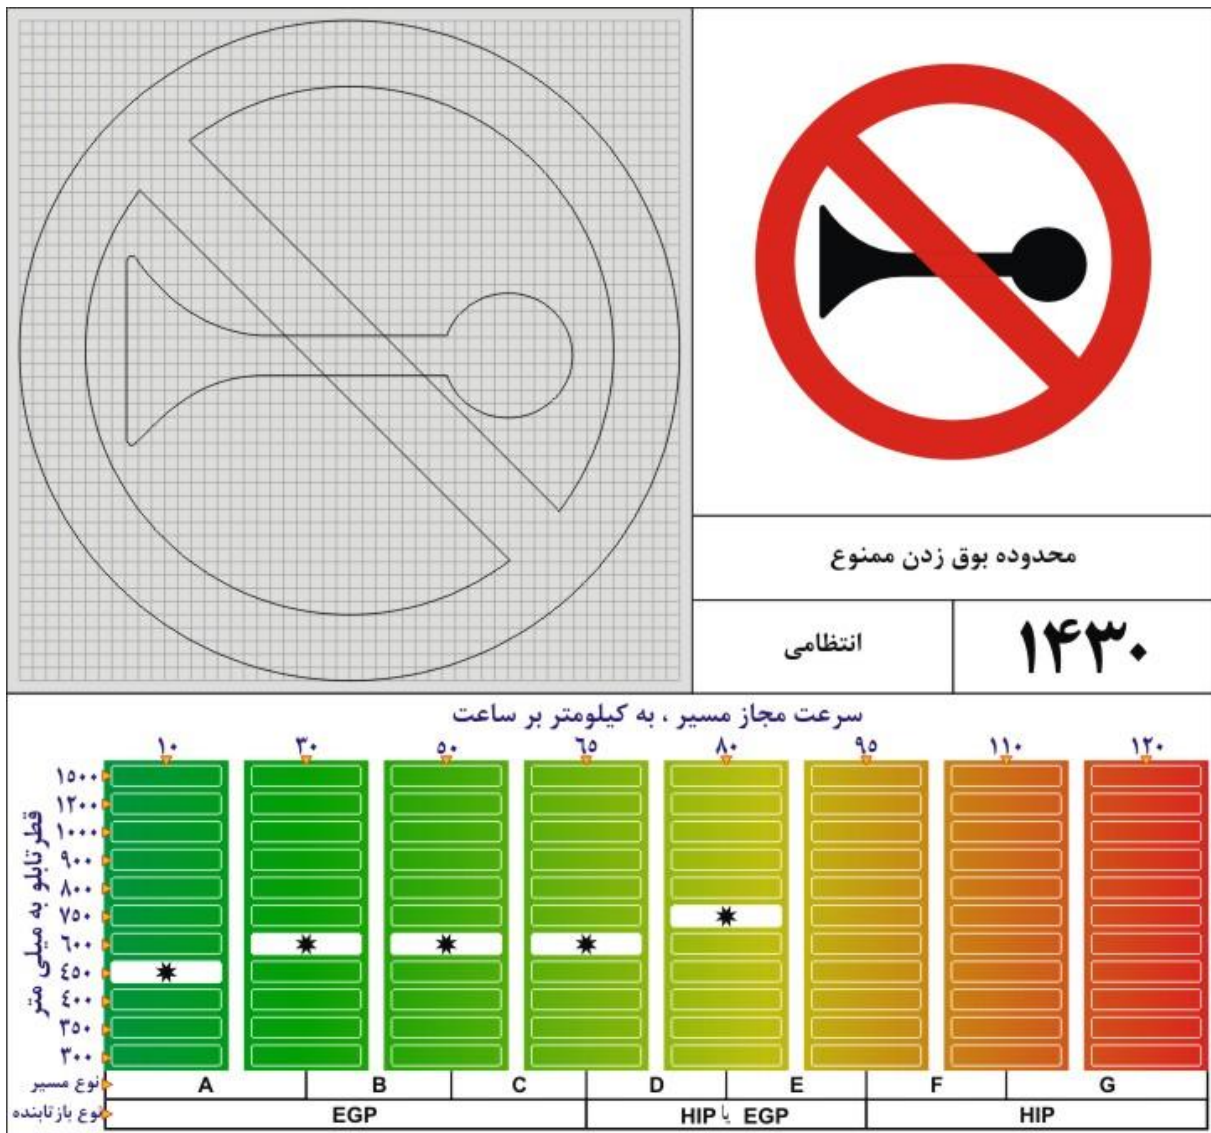 محدوده بوق زدن ممنوع
۱۴۳۰
انتظامی
سرعت مجاز مسیر ، به کیلومتر بر ساعت
۱۰ ۳۰ ۵۰ ۶۵ ۸۰ ۹۵ ۱۱۰ ۱۲۰
قطر تابلو به میلی متر
۱۵۰۰
۱۲۰۰
۱۰۰۰
۹۰۰
۸۰۰
۷۵۰
۶۰۰
۴۵۰
۴۰۰
۳۵۰
۳۰۰
نوع مسیر A B C D E F G
نوع بازتابنده EGP HIP یا EGP HIP